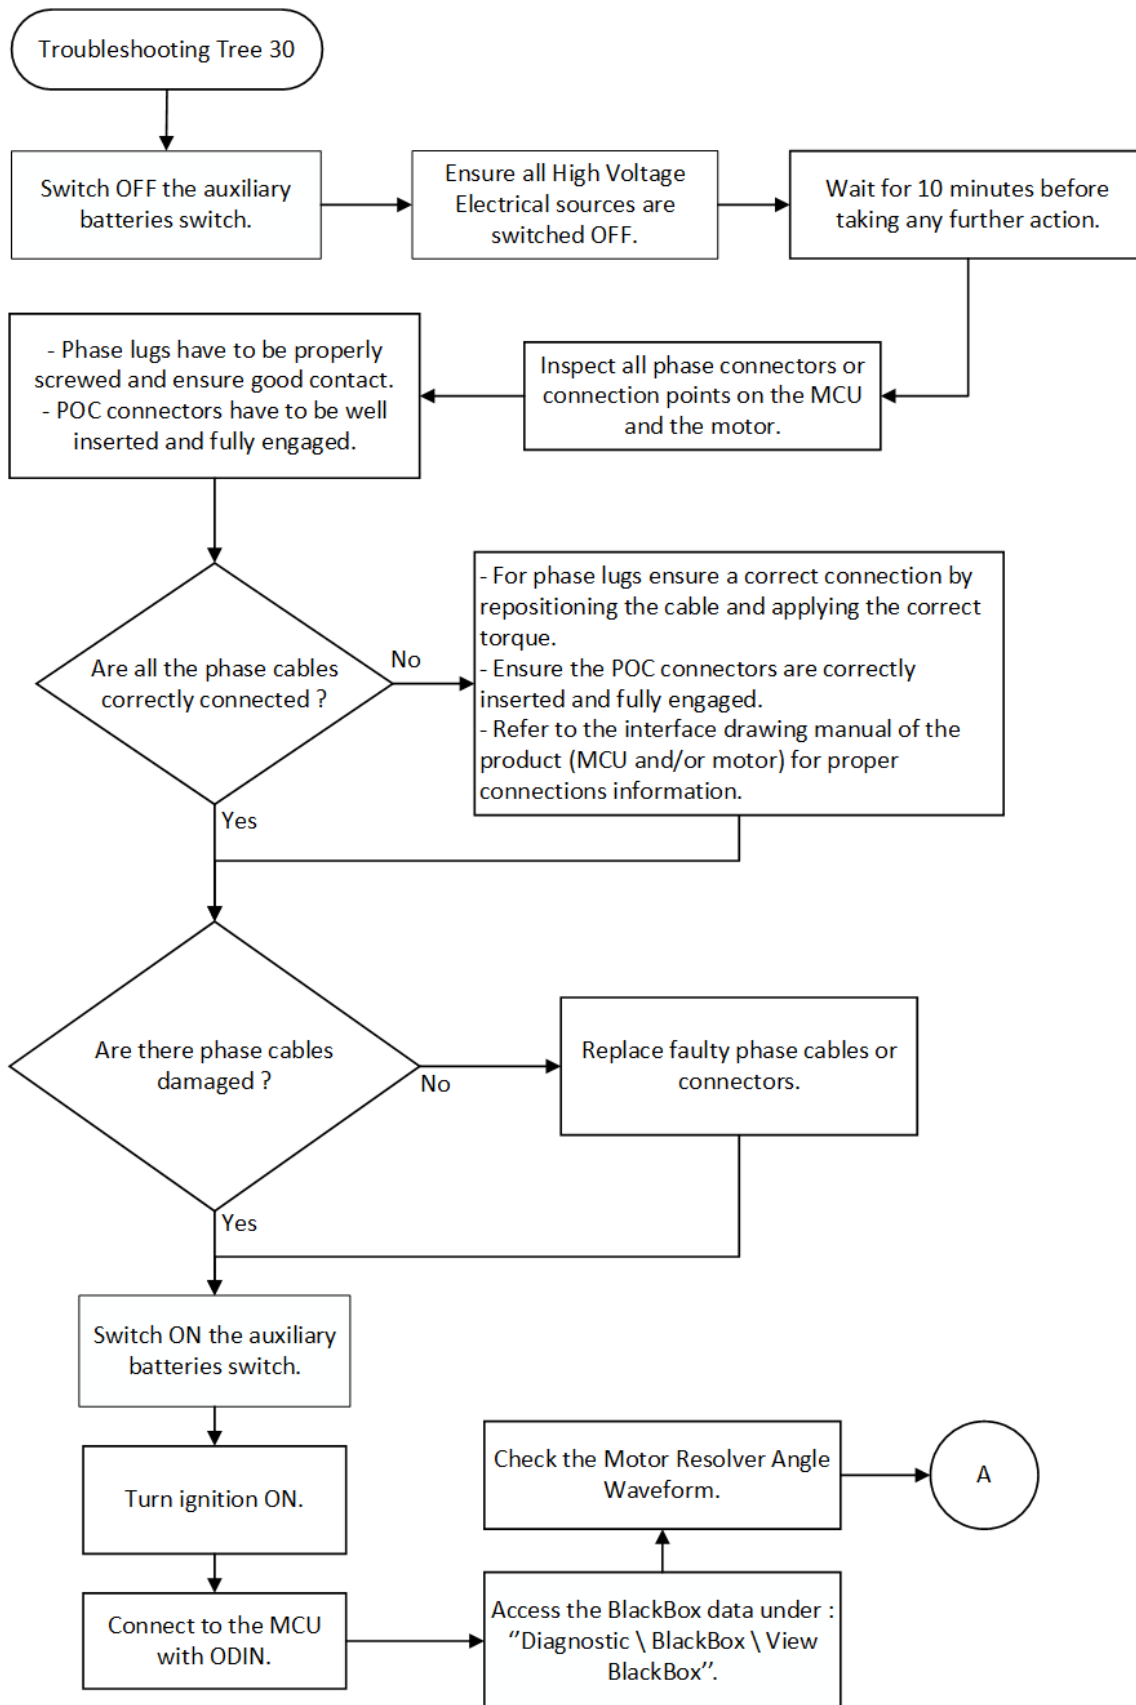 Troubleshooting Tree 30
Switch OFF the auxiliary
batteries switch.
Ensure all High Voltage
Electrical sources are
switched OFF.
Wait for 10 minutes before
taking any further action.
Inspect all phase connectors or
connection points on the MCU
and the motor.
- Phase lugs have to be properly
screwed and ensure good contact.
- POC connectors have to be well
inserted and fully engaged.
Are all the phase cables
correctly connected ?
No
- For phase lugs ensure a correct connection by
repositioning the cable and applying the correct
torque.
- Ensure the POC connectors are correctly
inserted and fully engaged.
- Refer to the interface drawing manual of the
product (MCU and/or motor) for proper
connections information.
Yes
Are there phase cables
damaged ?
No
Replace faulty phase cables or
connectors.
Yes
Switch ON the auxiliary
batteries switch.
Turn ignition ON.
Connect to the MCU
with ODIN.
Access the BlackBox data under :
‘’Diagnostic \ BlackBox \ View
BlackBox’’.
Check the Motor Resolver Angle
Waveform.
A